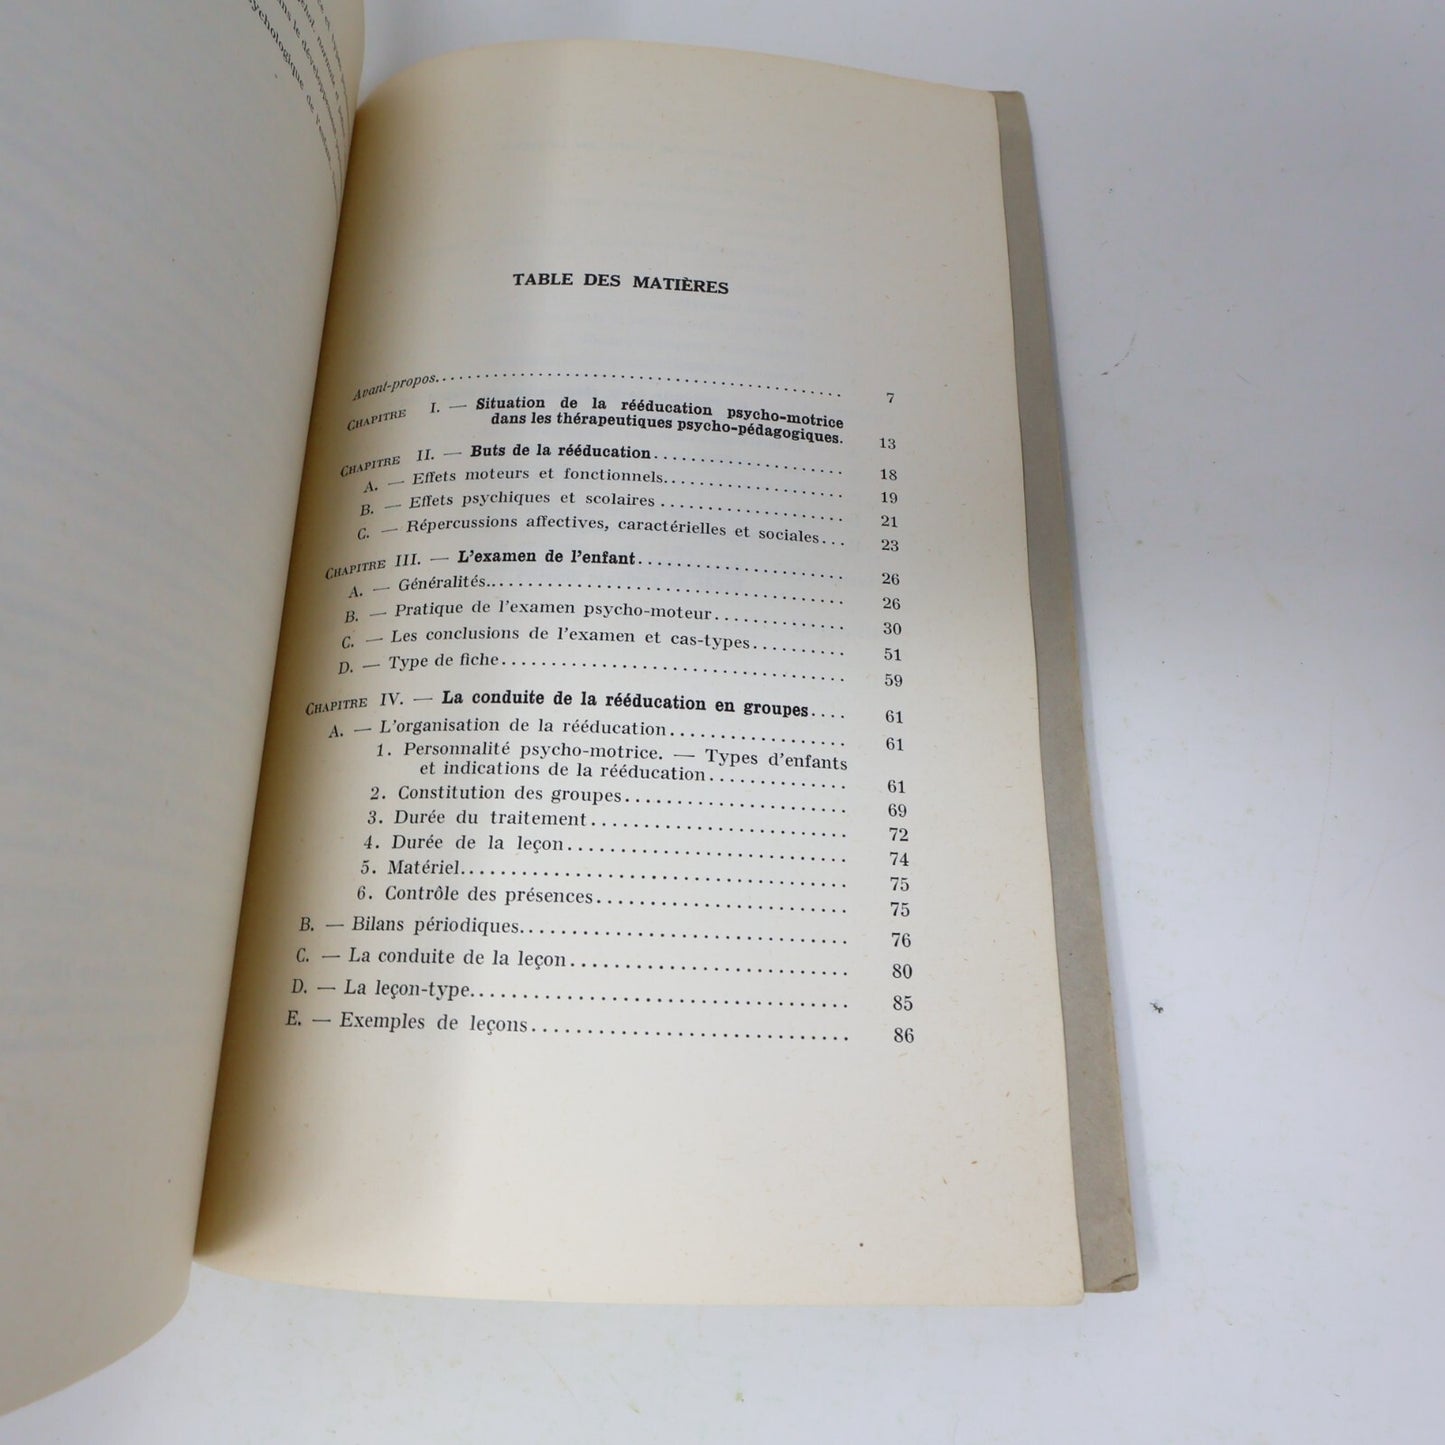 chologique de l'enfant.
TABLE DES MATIÈRES
Avant-propos........................................ 7
CHAPITRE I. — Situation de la rééducation psycho-motrice
dans les thérapeutiques psycho-pédagogiques. 13
CHAPITRE II. — Buts de la rééducation.................... 18
A. — Effets moteurs et fonctionnels.................... 19
B. — Effets psychiques et scolaires .................... 21
C. — Répercussions affectives, caractérielles et sociales... 23
CHAPITRE III. — L'examen de l'enfant.................... 26
A. — Généralités.................................... 26
B. — Pratique de l'examen psycho-moteur............. 30
C. — Les conclusions de l'examen et cas-types.......... 51
D. — Type de fiche.................................. 59
CHAPITRE IV. — La conduite de la rééducation en groupes.... 61
A. — L'organisation de la rééducation.................. 61
1. Personnalité psycho-motrice. — Types d'enfants
et indications de la rééducation.............. 61
2. Constitution des groupes...................... 69
3. Durée du traitement......................... 72
4. Durée de la leçon........................... 74
5. Matériel.................................... 75
6. Contrôle des présences........................ 75
B. — Bilans périodiques............................... 76
C. — La conduite de la leçon.......................... 80
D. — La leçon-type.................................. 85
E. — Exemples de leçons............................. 86